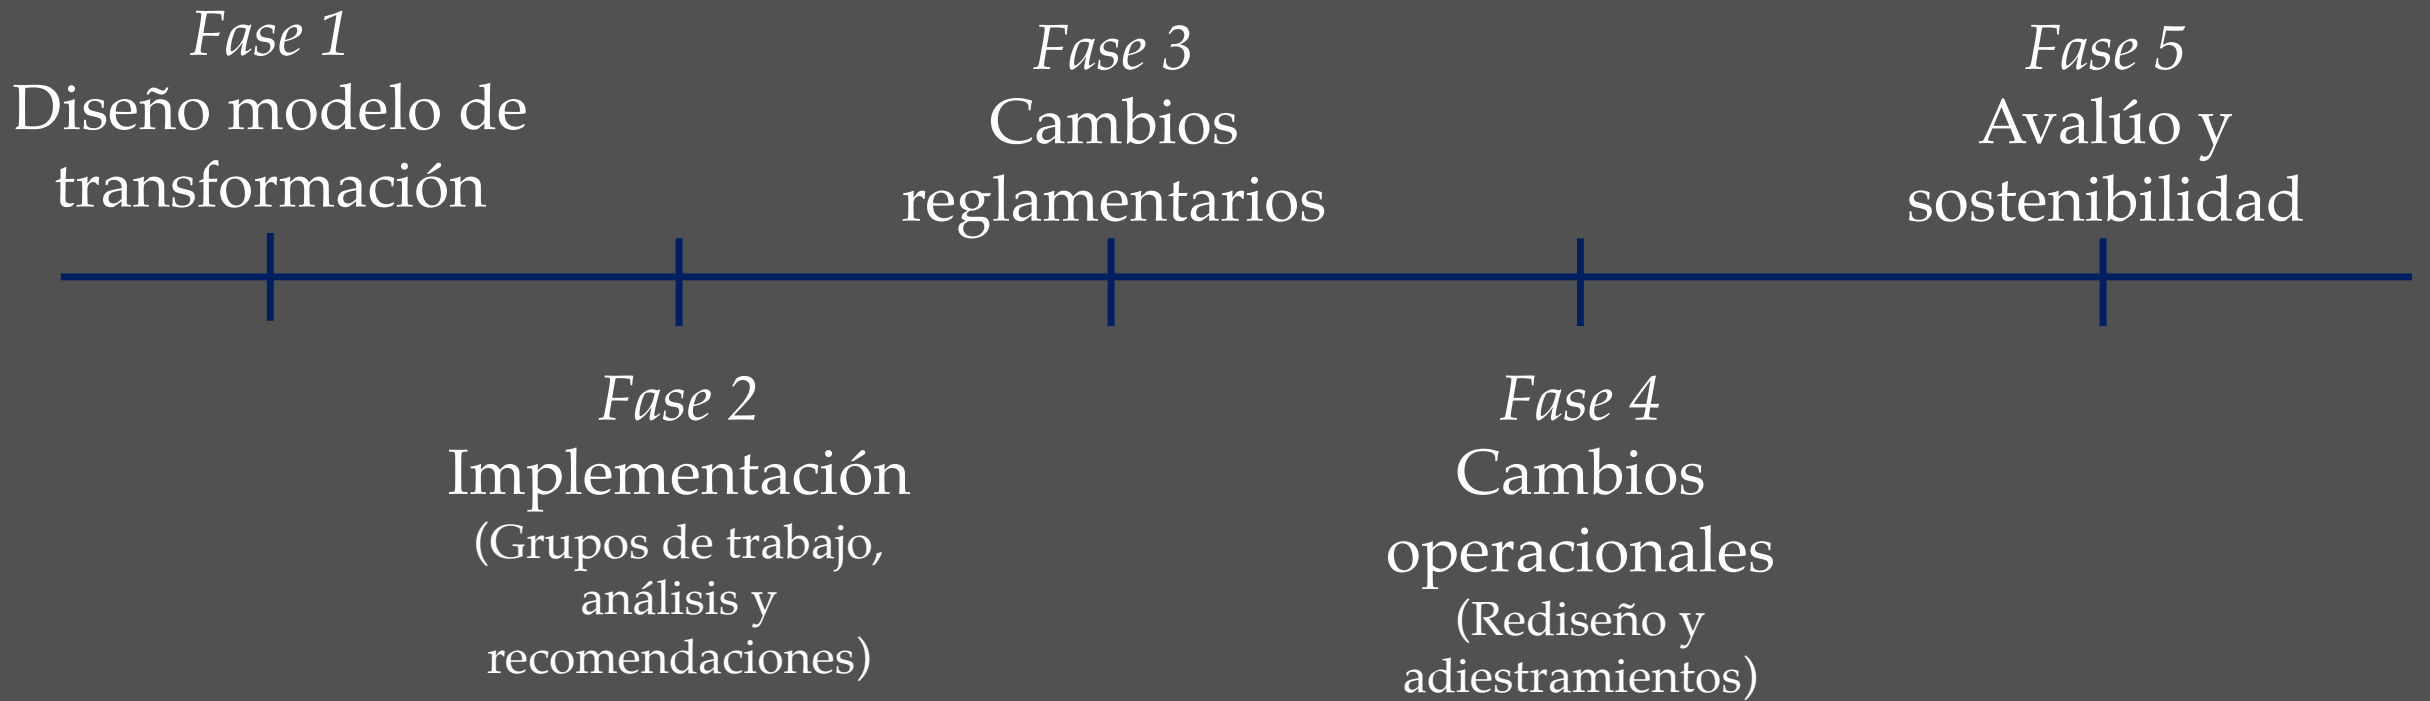 Fase 1
Diseño modelo de
transformación
Fase 2
Implementación
(Grupos de trabajo,
análisis y
recomendaciones)
Fase 3
Cambios
reglamentarios
Fase 4
Cambios
operacionales
(Rediseño y
adiestramientos)
Fase 5
Avalúo y
sostenibilidad